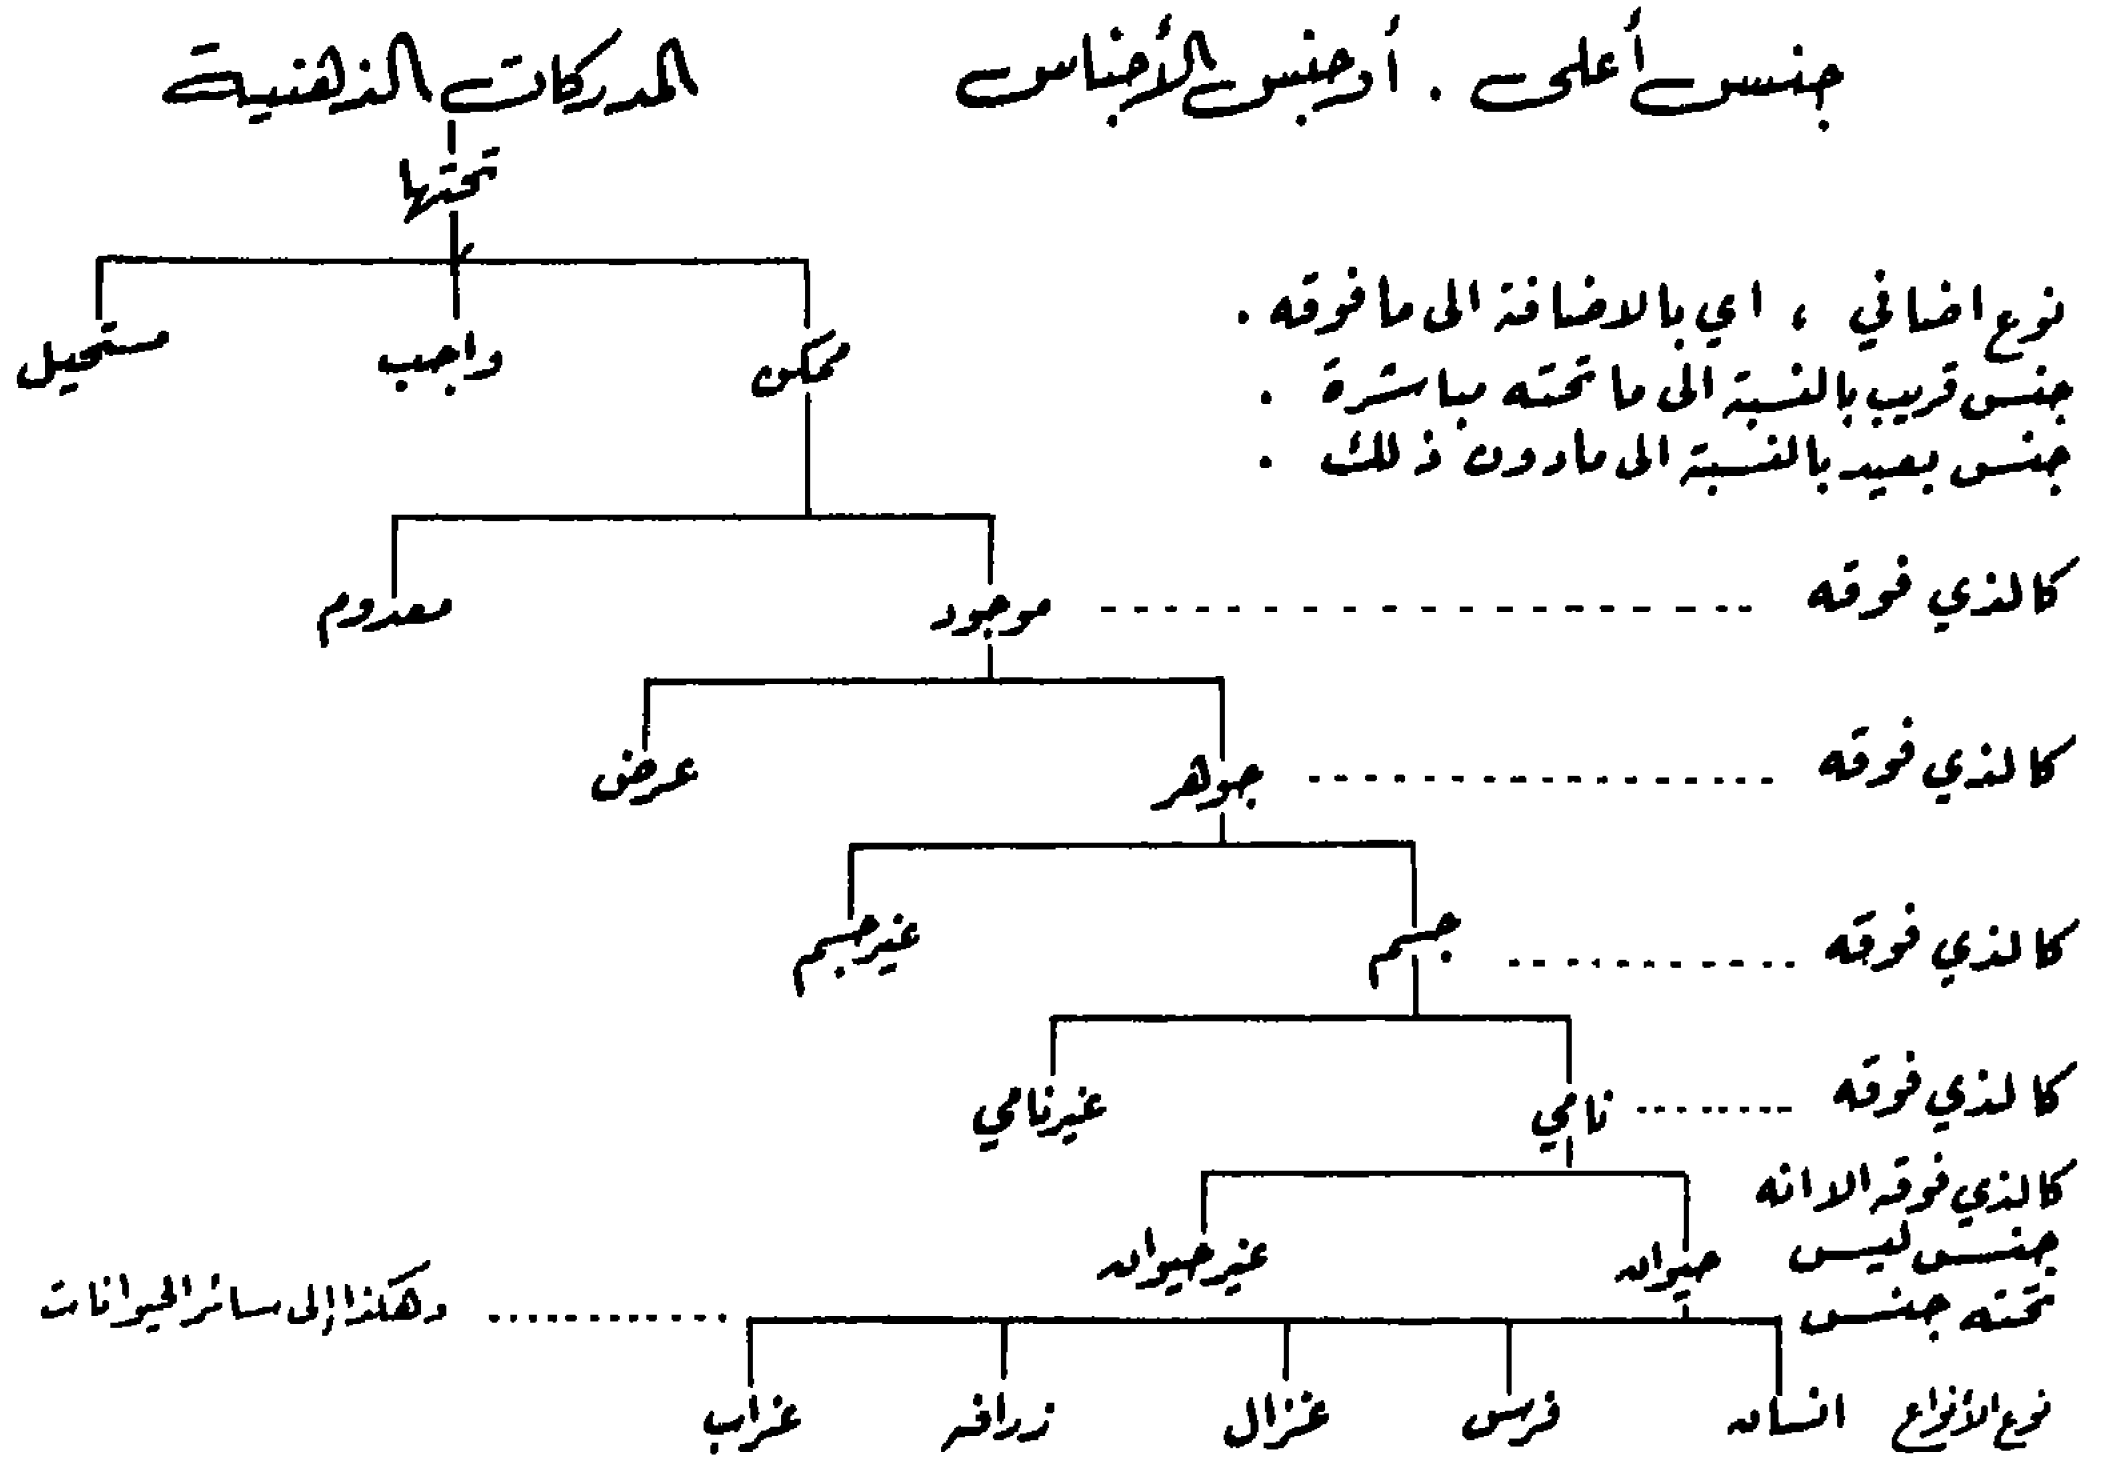 جنس أعلى . أو جنس الأجناس المدركات الذهنية
تحتها
نوع اضافي ، اي بالاضافة الى ما فوقه .
ممكن واجب مستحيل
جنس قريب بالنسبة الى ما تحته مباشرة .
جنس بعيد بالنسبة الى ما دون ذلك .
كالذي فوقه موجود معدوم
كالذي فوقه جوهر عرض
كالذي فوقه جسم غير جسم
كالذي فوقه نامي غير نامي
كالذي فوقه الا انه
جنس ليس
حيوان غير حيوان
تحته جنس
وهكذا إلى سائر الحيوانات
نوع الأنواع انسان فرس غزال زرافه غراب